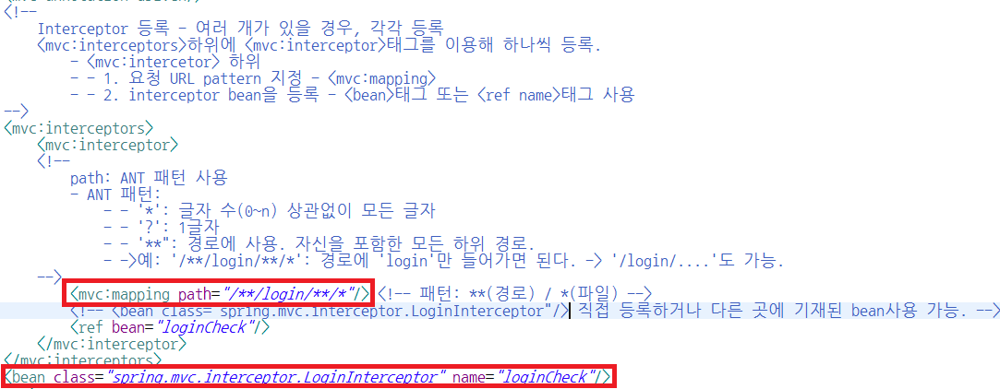 <!--
Interceptor 등록 - 여러 개가 있을 경우, 각각 등록
<mvc:interceptors>하위에 <mvc:interceptor>태그를 이용해 하나씩 등록.
- <mvc:intercetor> 하위
- - 1. 요청 URL pattern 지정 - <mvc:mapping>
- - 2. interceptor bean을 등록 - <bean>태그 또는 <ref name>태그 사용
-->
<mvc:interceptors>
<mvc:interceptor>
<!--
path: ANT 패턴 사용
- ANT 패턴:
- - '*': 글자 수(0~n) 상관없이 모든 글자
- - '?': 1글자
- - '**": 경로에 사용. 자신을 포함한 모든 하위 경로.
- ->예: '/**/login/**/*': 경로에 'login'만 들어가면 된다. -> '/login/....'도 가능.
-->
<mvc:mapping path="/**/login/**/*"/> <!-- 패턴: **(경로) / *(파일) -->
<!-- <bean class="spring.mvc.interceptor.LoginInterceptor"/> 직접 등록하거나 다른 곳에 기재된 bean사용 가능. -->
<ref bean="loginCheck"/>
</mvc:interceptor>
</mvc:interceptors>
<bean class="spring.mvc.interceptor.LoginInterceptor" name="loginCheck"/>